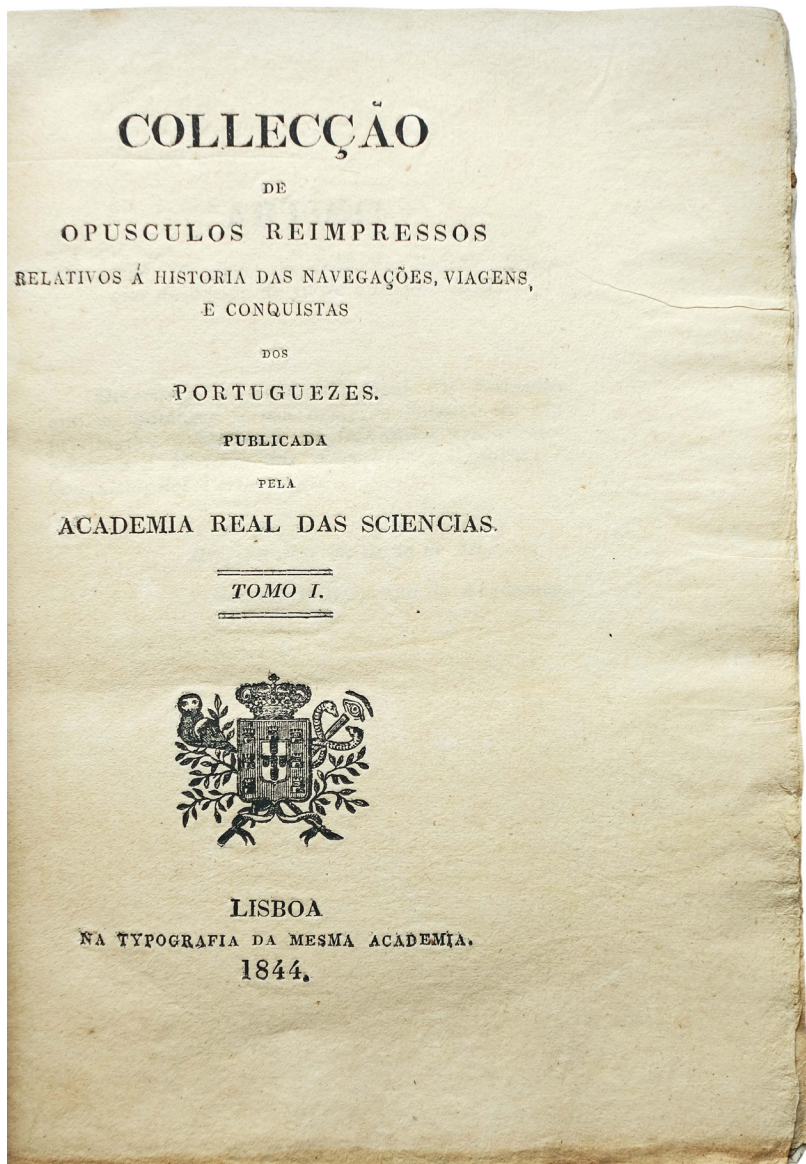 COLLECÇÃO
DE
OPUSCULOS REIMPRESSOS
RELATIVOS Á HISTORIA DAS NAVEGAÇÕES, VIAGENS,
E CONQUISTAS
DOS
PORTUGUEZES.
PUBLICADA
PELA
ACADEMIA REAL DAS SCIENCIAS.
TOMO I.
LISBOA
NA TYPOGRAFIA DA MESMA ACADEMIA.
1844.